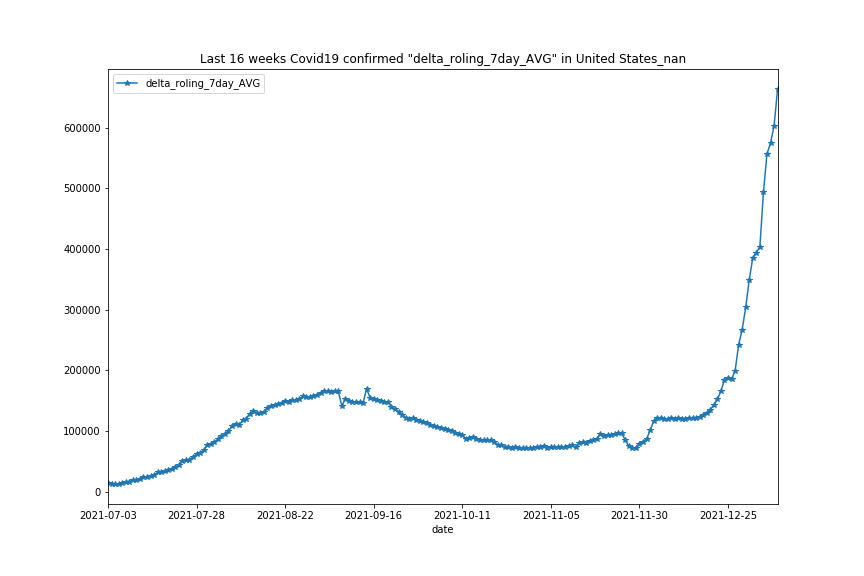 Last 16 weeks Covid19 confirmed "delta_roling_7day_AVG" in United States_nan
delta_roling_7day_AVG
600000
500000
400000
300000
200000
100000
0
2021-07-03 2021-07-28 2021-08-22 2021-09-16 2021-10-11 2021-11-05 2021-11-30 2021-12-25
date